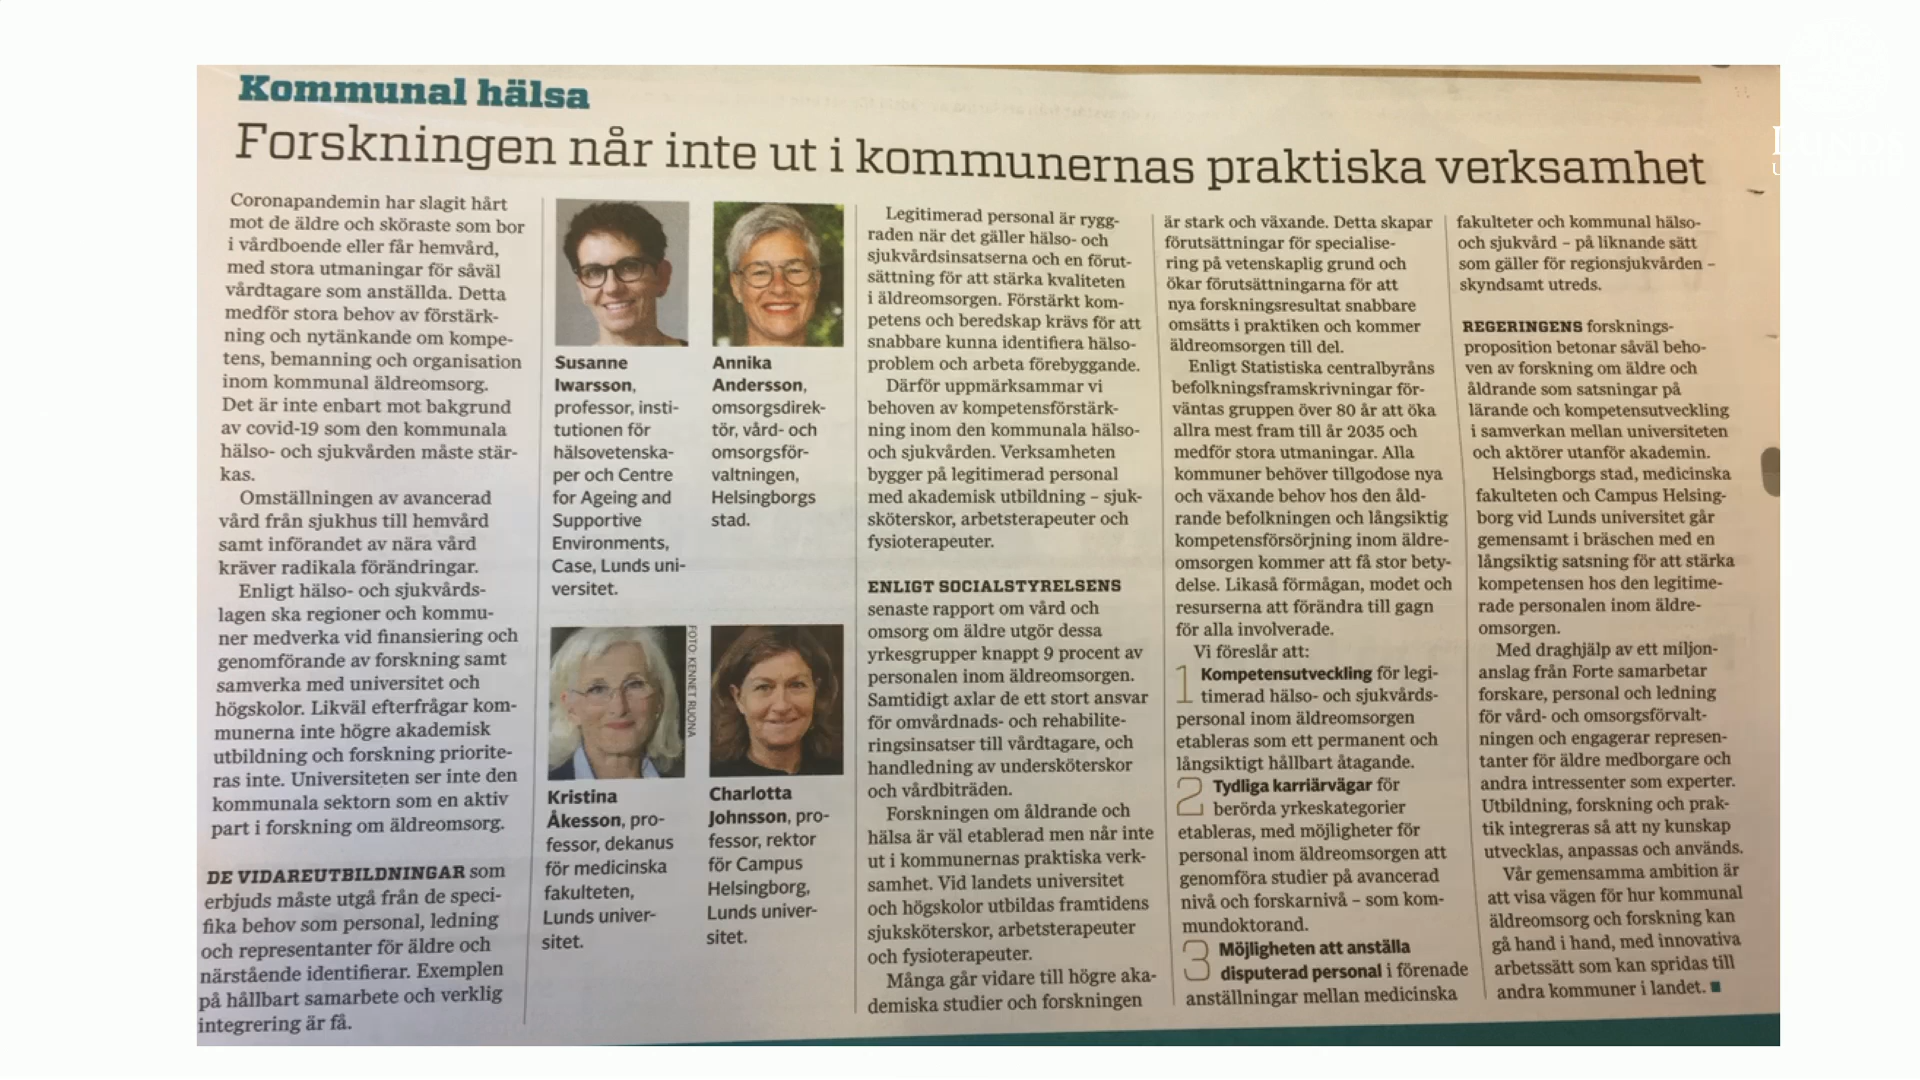 Kommunal hälsa
Forskningen når inte ut i kommunernas praktiska verksamhet
Coronapandemin har slagit hårt
mot de äldre och sköraste som bor
i vårdboende eller får hemvård,
med stora utmaningar för såväl
vårdtagare som anställda. Detta
medför stora behov av förstärk-
ning och nytänkande om kompe-
tens, bemanning och organisation
inom kommunal äldreomsorg.
Det är inte enbart mot bakgrund
av covid-19 som den kommunala
hälso- och sjukvården måste stär-
kas.
Omställningen av avancerad
vård från sjukhus till hemvård
samt införandet av nära vård
kräver radikala förändringar.
Enligt hälso- och sjukvårds-
lagen ska regioner och kommu-
ner medverka vid finansiering och
genomförande av forskning samt
samverka med universitet och
högskolor. Likväl efterfrågar kom-
munerna inte högre akademisk
utbildning och forskning priorite-
ras inte. Universiteten ser inte den
kommunala sektorn som en aktiv
part i forskning om äldreomsorg.
DE VIDAREUTBILDNINGAR som
erbjuds måste utgå från de speci-
fika behov som personal, ledning
och representanter för äldre och
närstående identifierar. Exemplen
på hållbart samarbete och verklig
integrering är få.
Susanne
Iwarsson,
professor, insti-
tutionen för
hälsovetenska-
per och Centre
for Ageing and
Supportive
Environments,
Case, Lunds uni-
versitet.
Annika
Andersson,
omsorgsdirek-
tör, vård- och
omsorgsför-
valtningen,
Helsingborgs
stad.
FOTO: KENNET RUONA
Kristina
Åkesson, pro-
fessor, dekanus
för medicinska
fakulteten,
Lunds univer-
sitet.
Charlotta
Johnsson, pro-
fessor, rektor
för Campus
Helsingborg,
Lunds univer-
sitet.
Legitimerad personal är rygg-
raden när det gäller hälso- och
sjukvårdsinsatserna och en förut-
sättning för att stärka kvaliteten
i äldreomsorgen. Förstärkt kom-
petens och beredskap krävs för att
snabbare kunna identifiera hälso-
problem och arbeta förebyggande.
Därför uppmärksammar vi
behoven av kompetensförstärk-
ning inom den kommunala hälso-
och sjukvården. Verksamheten
bygger på legitimerad personal
med akademisk utbildning – sjuk-
sköterskor, arbetsterapeuter och
fysioterapeuter.
ENLIGT SOCIALSTYRELSENS
senaste rapport om vård och
omsorg om äldre utgör dessa
yrkesgrupper knappt 9 procent av
personalen inom äldreomsorgen.
Samtidigt axlar de ett stort ansvar
för omvårdnads- och rehabilite-
ringsinsatser till vårdtagare, och
handledning av undersköterskor
och vårdbiträden.
Forskningen om åldrande och
hälsa är väl etablerad men når inte
ut i kommunernas praktiska verk-
samhet. Vid landets universitet
och högskolor utbildas framtidens
sjuksköterskor, arbetsterapeuter
och fysioterapeuter.
Många går vidare till högre aka-
demiska studier och forskningen
är stark och växande. Detta skapar
förutsättningar för specialise-
ring på vetenskaplig grund och
ökar förutsättningarna för att
nya forskningsresultat snabbare
omsätts i praktiken och kommer
äldreomsorgen till del.
Enligt Statistiska centralbyråns
befolkningsframskrivningar för-
väntas gruppen över 80 år att öka
allra mest fram till år 2035 och
medför stora utmaningar. Alla
kommuner behöver tillgodose nya
och växande behov hos den åld-
rande befolkningen och långsiktig
kompetensförsörjning inom äldre-
omsorgen kommer att få stor bety-
delse. Likaså förmågan, modet och
resurserna att förändra till gagn
för alla involverade.
Vi föreslår att:
1 Kompetensutveckling för legi-
timerad hälso- och sjukvårds-
personal inom äldreomsorgen
etableras som ett permanent och
långsiktigt hållbart åtagande.
2 Tydliga karriärvägar för
berörda yrkeskategorier
etableras, med möjligheter för
personal inom äldreomsorgen att
genomföra studier på avancerad
nivå och forskarnivå – som kom-
mundoktorand.
3 Möjligheten att anställa
disputerad personal i förenade
anställningar mellan medicinska
fakulteter och kommunal hälso-
och sjukvård – på liknande sätt
som gäller för regionsjukvården –
skyndsamt utreds.
REGERINGENS forsknings-
proposition betonar såväl beho-
ven av forskning om äldre och
åldrande som satsningar på
lärande och kompetensutveckling
i samverkan mellan universiteten
och aktörer utanför akademin.
Helsingborgs stad, medicinska
fakulteten och Campus Helsing-
borg vid Lunds universitet går
gemensamt i bräschen med en
långsiktig satsning för att stärka
kompetensen hos den legitime-
rade personalen inom äldre-
omsorgen.
Med draghjälp av ett miljon-
anslag från Forte samarbetar
forskare, personal och ledning
för vård- och omsorgsförvalt-
ningen och engagerar represen-
tanter för äldre medborgare och
andra intressenter som experter.
Utbildning, forskning och prak-
tik integreras så att ny kunskap
utvecklas, anpassas och används.
Vår gemensamma ambition är
att visa vägen för hur kommunal
äldreomsorg och forskning kan
gå hand i hand, med innovativa
arbetssätt som kan spridas till
andra kommuner i landet.